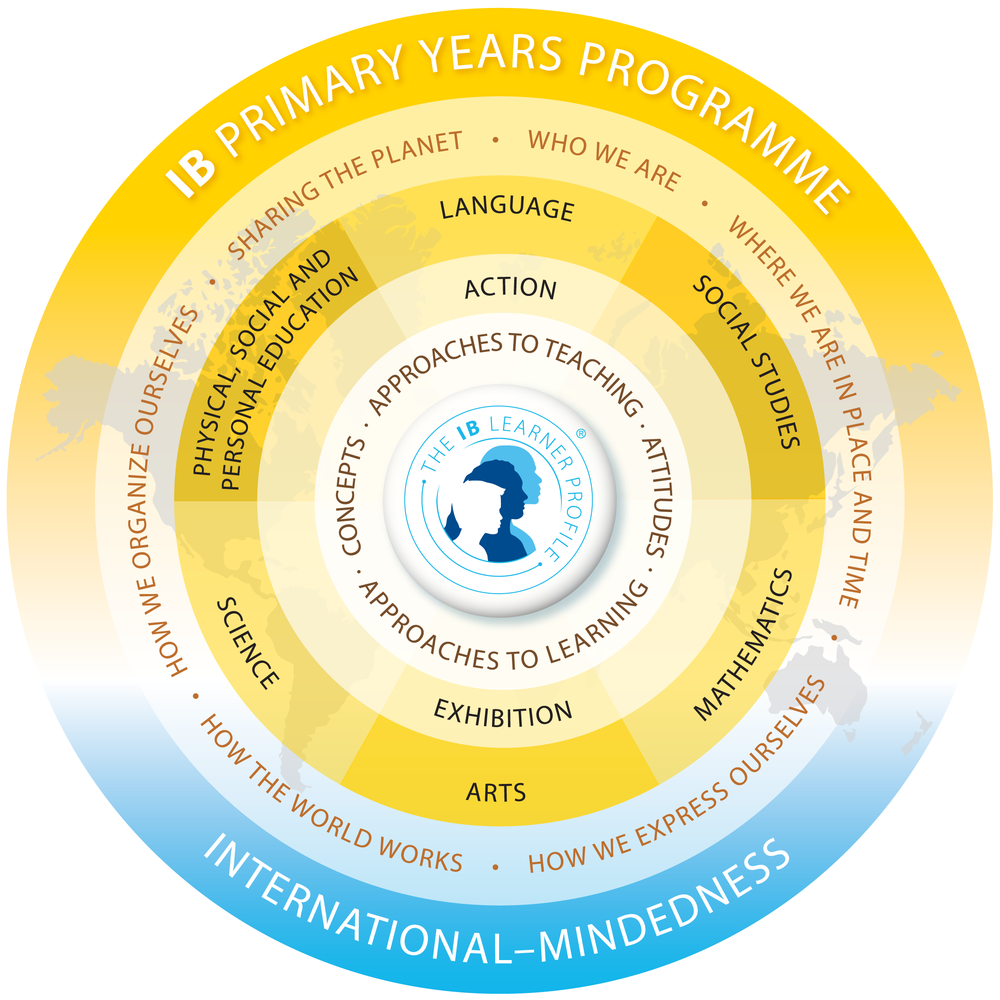 IB PRIMARY YEARS PROGRAMME
SHARING THE PLANET • WHO WE ARE • WHERE WE ARE IN PLACE AND TIME • HOW WE EXPRESS OURSELVES • HOW THE WORLD WORKS • HOW WE ORGANIZE OURSELVES •
LANGUAGE
SOCIAL STUDIES
MATHEMATICS
ARTS
SCIENCE
PHYSICAL, SOCIAL AND
PERSONAL EDUCATION
ACTION
EXHIBITION
APPROACHES TO TEACHING · ATTITUDES · APPROACHES TO LEARNING · CONCEPTS ·
THE IB LEARNER PROFILE ®
INTERNATIONAL–MINDEDNESS